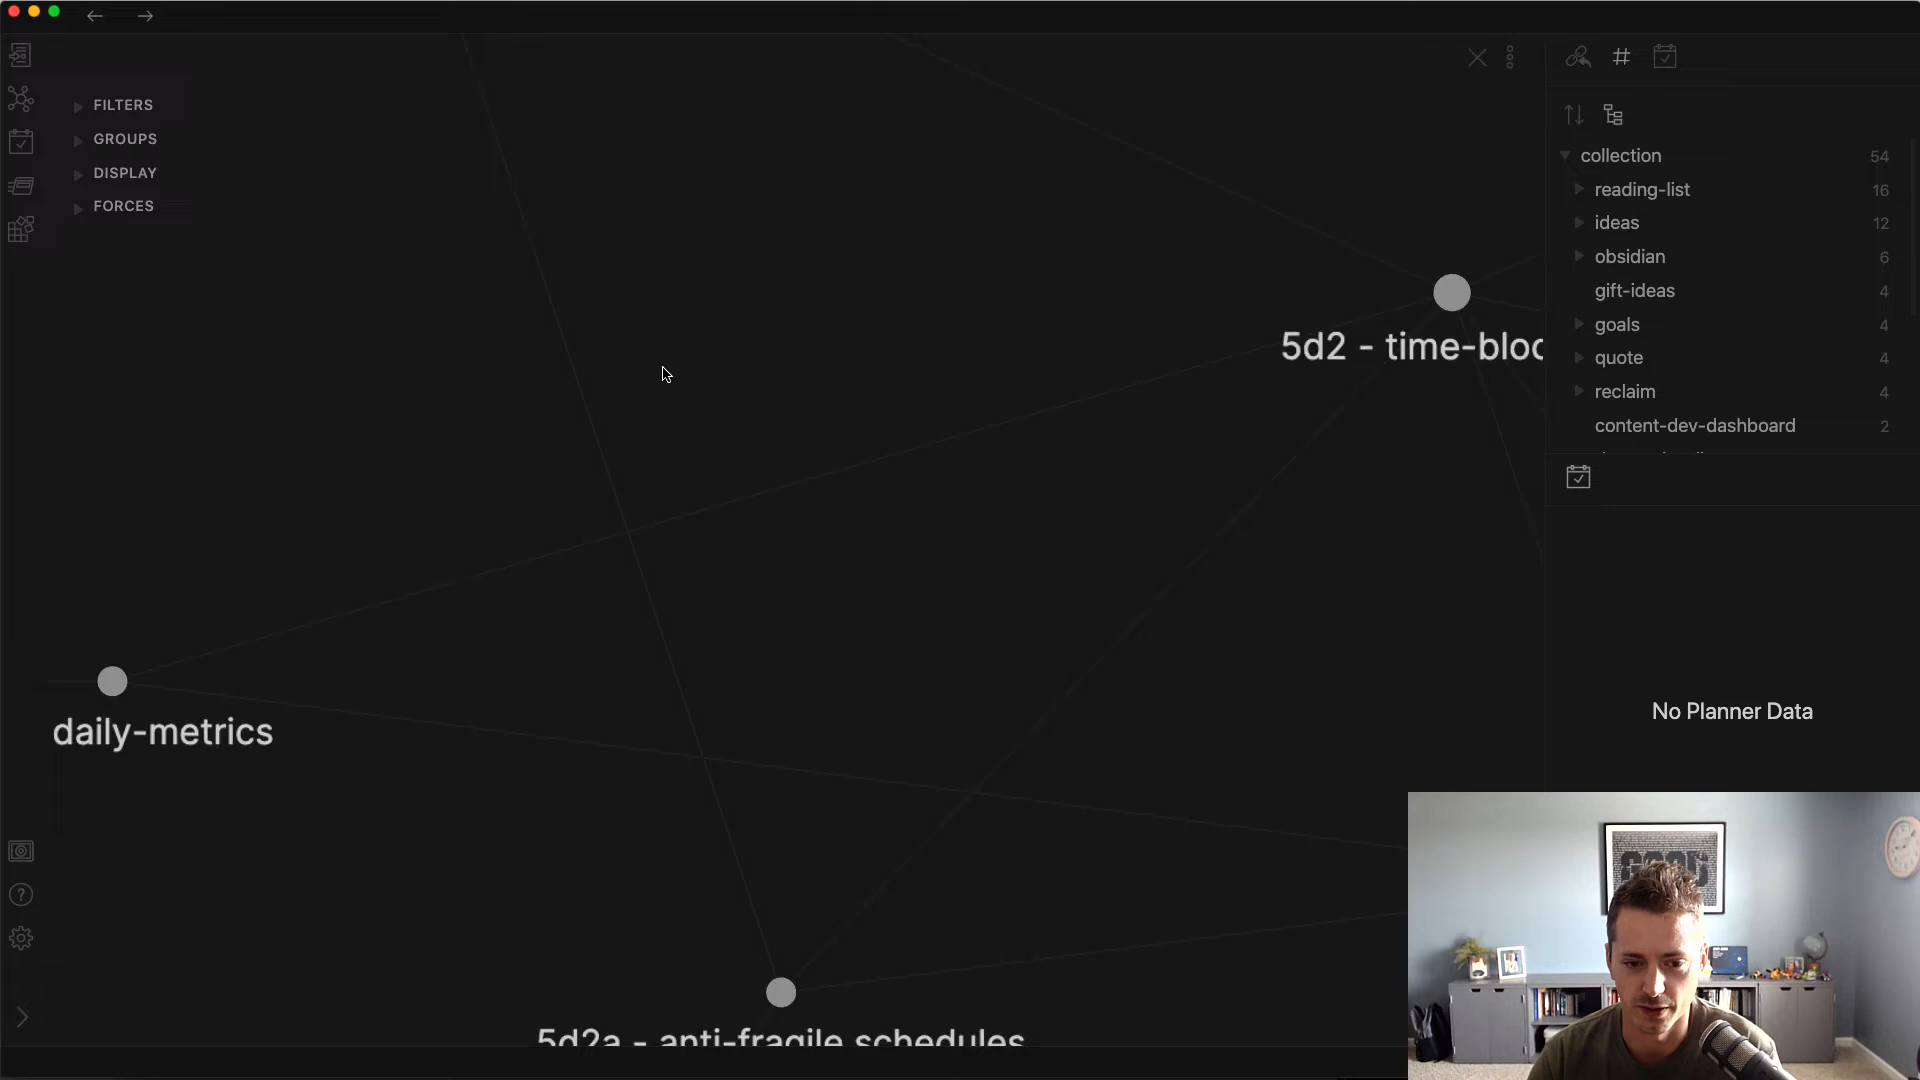 FILTERS
GROUPS
DISPLAY
FORCES
5d2 - time-bloc
daily-metrics
5d2a - anti-fragile schedules
collection 54
reading-list 16
ideas 12
obsidian 6
gift-ideas 4
goals 4
quote 4
reclaim 4
content-dev-dashboard 2
No Planner Data